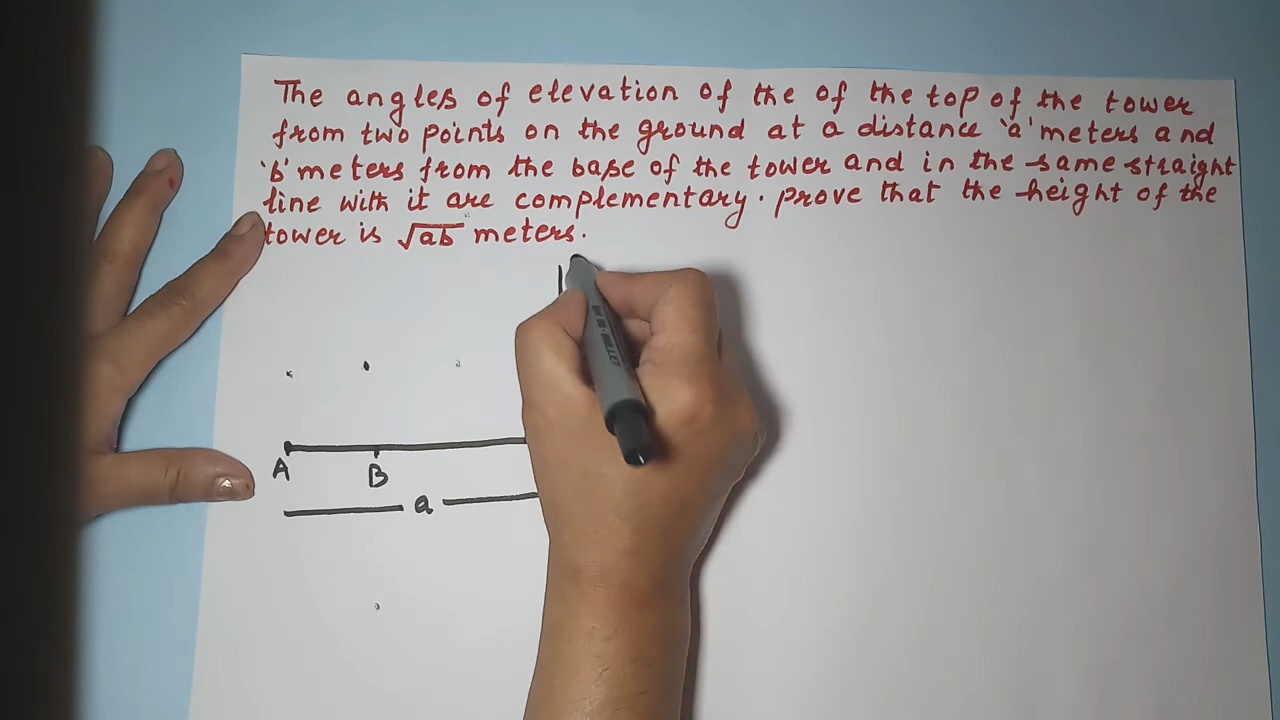 The angles of elevation of the of the top of the tower
from two points on the ground at a distance 'a' meters and
'b' meters from the base of the tower and in the same straight
line with it are complementary. prove that the height of the
tower is √ab meters.
A B
a